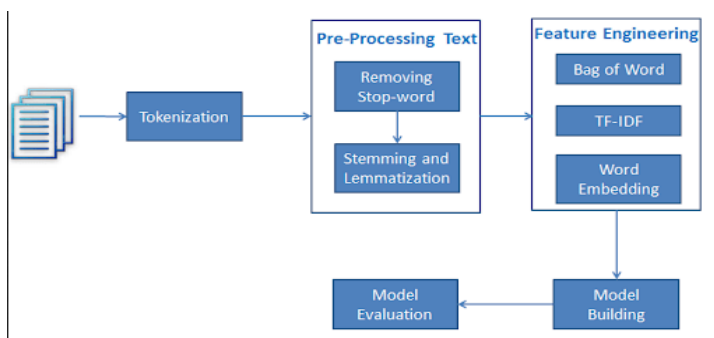 Pre-Processing Text
Feature Engineering
Tokenization
Removing
Stop-word
Stemming and
Lemmatization
Bag of Word
TF-IDF
Word
Embedding
Model
Building
Model
Evaluation